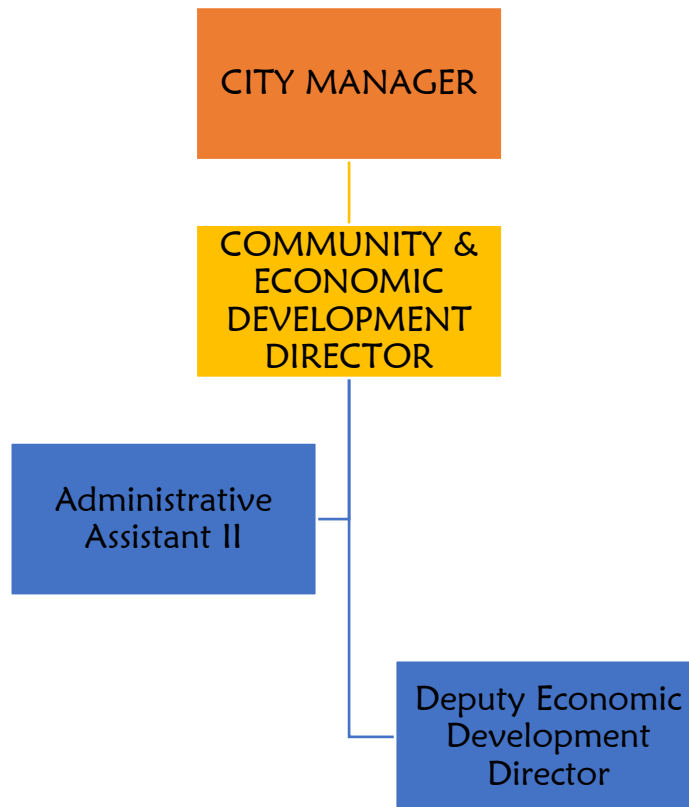 CITY MANAGER
COMMUNITY &
ECONOMIC
DEVELOPMENT
DIRECTOR
Administrative
Assistant II
Deputy Economic
Development
Director